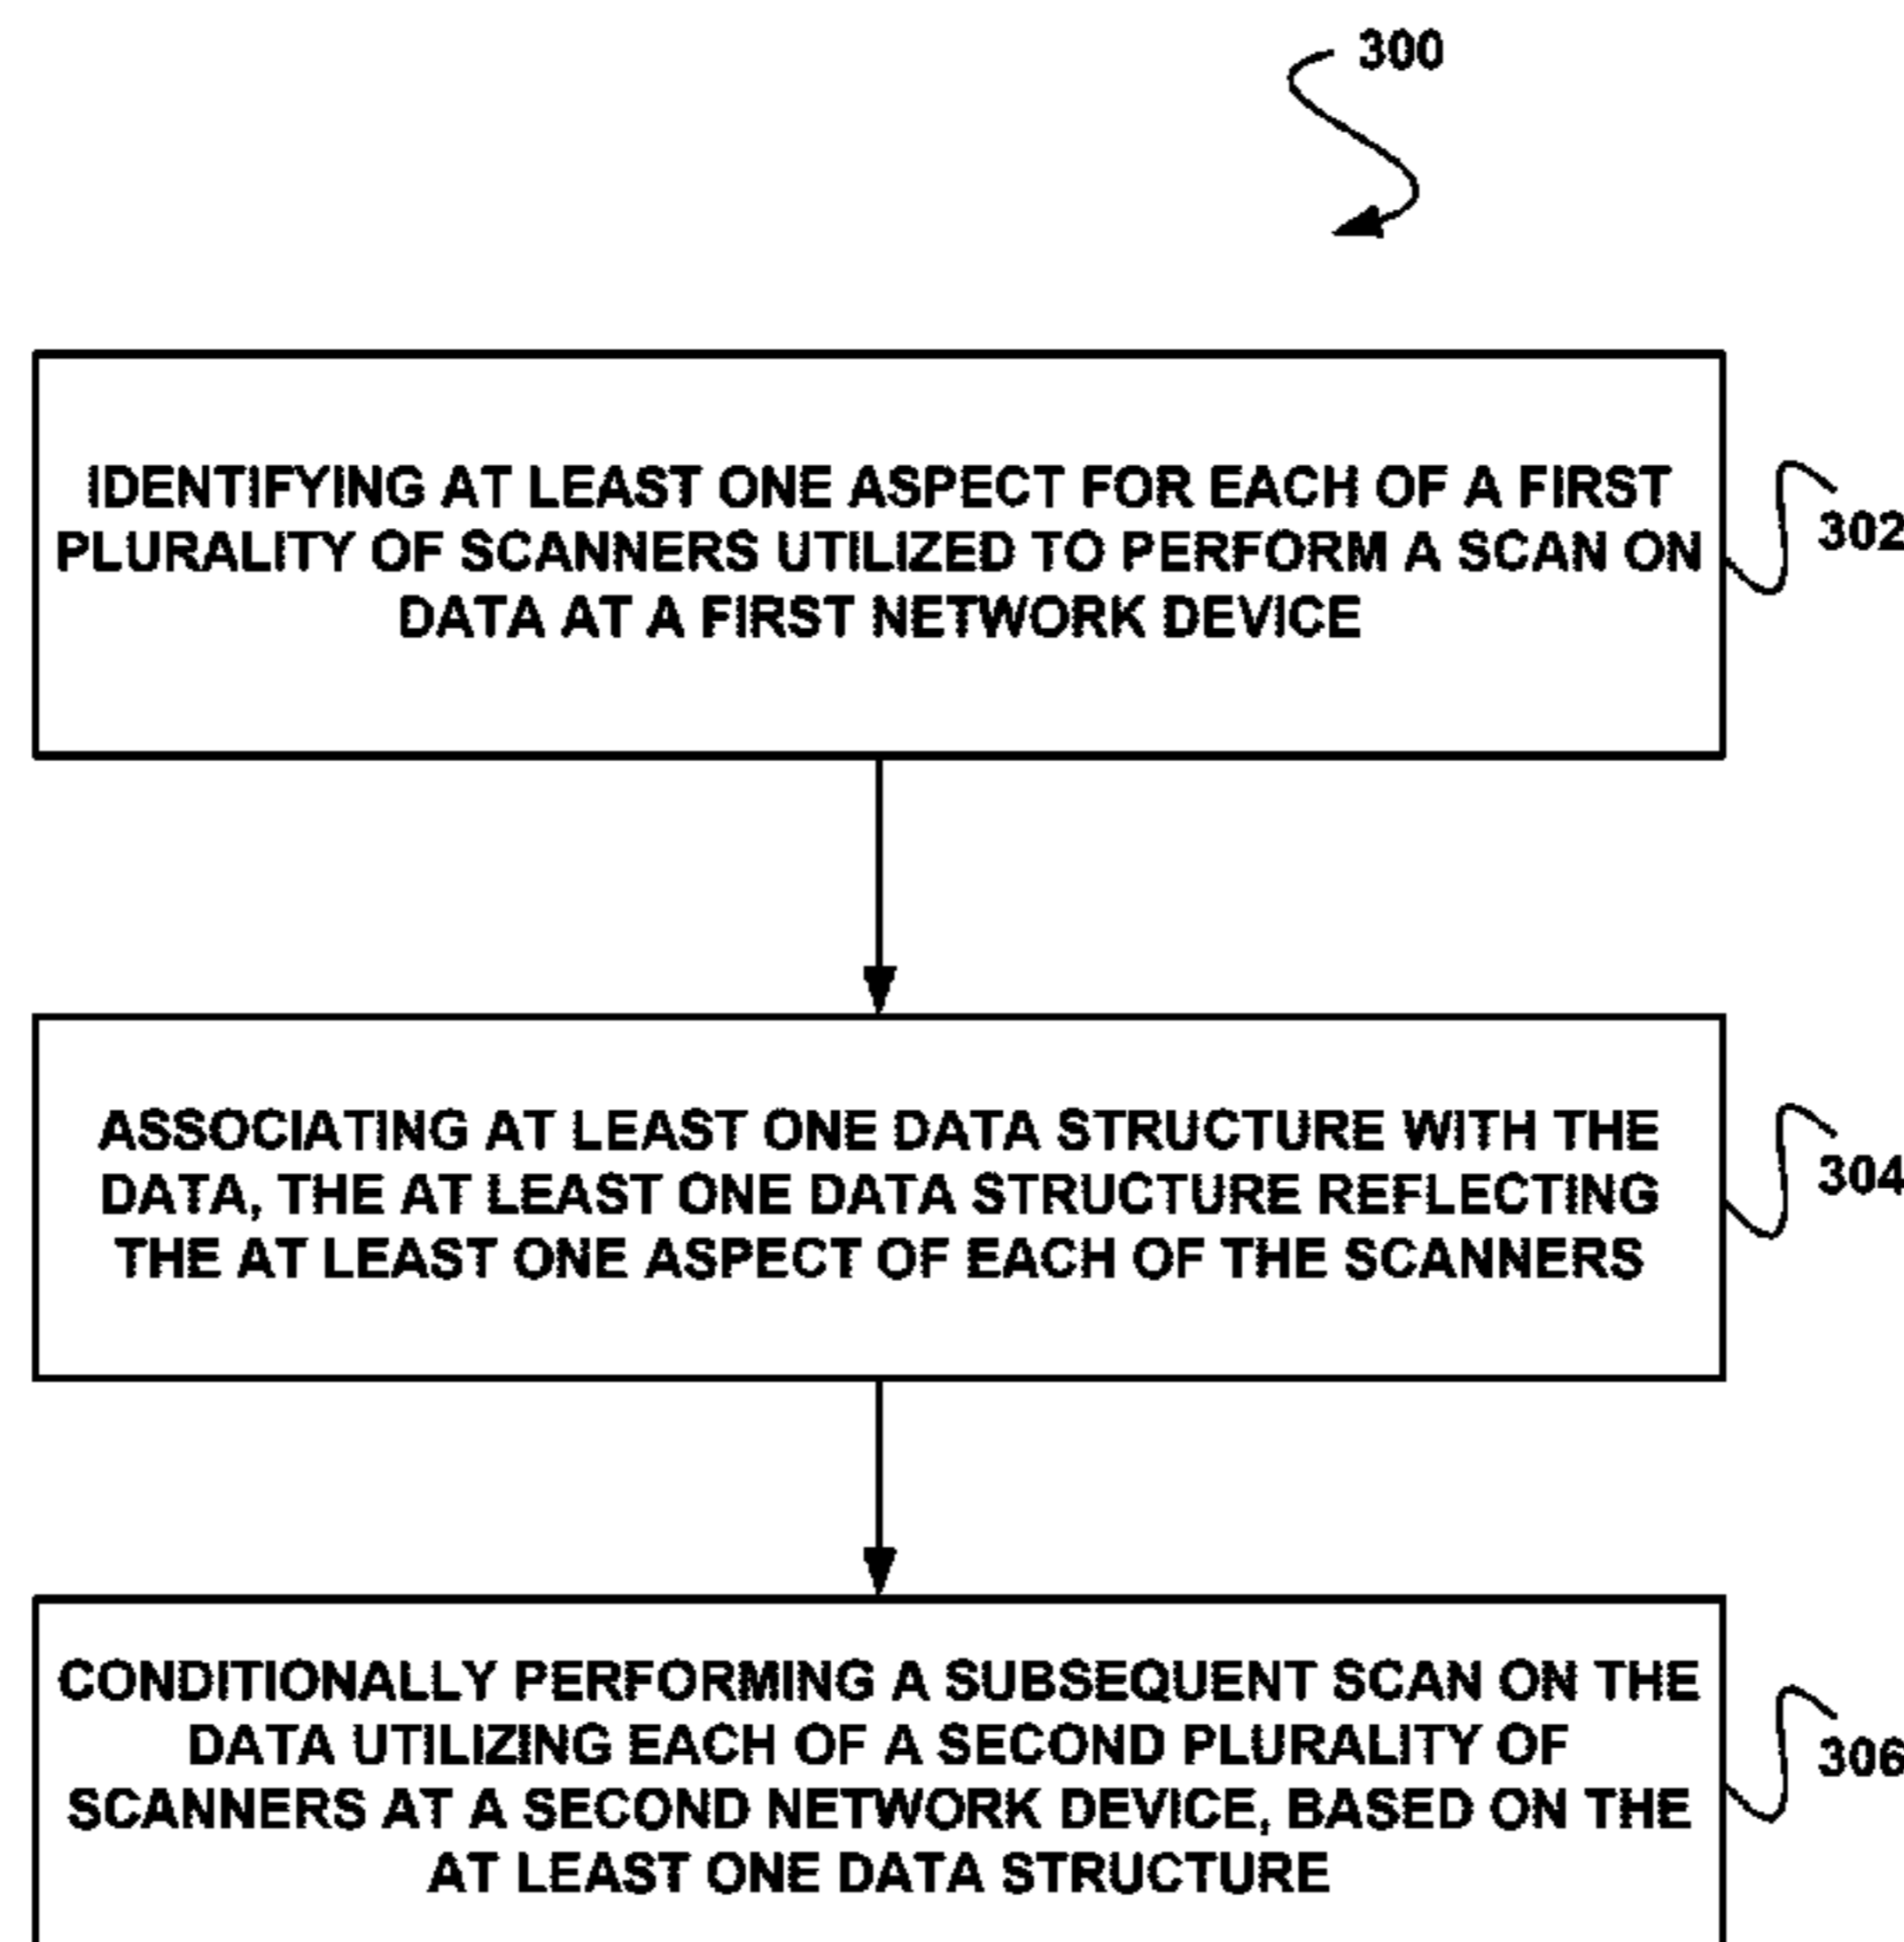 300
IDENTIFYING AT LEAST ONE ASPECT FOR EACH OF A FIRST
PLURALITY OF SCANNERS UTILIZED TO PERFORM A SCAN ON
DATA AT A FIRST NETWORK DEVICE
302
ASSOCIATING AT LEAST ONE DATA STRUCTURE WITH THE
DATA, THE AT LEAST ONE DATA STRUCTURE REFLECTING
THE AT LEAST ONE ASPECT OF EACH OF THE SCANNERS
304
CONDITIONALLY PERFORMING A SUBSEQUENT SCAN ON THE
DATA UTILIZING EACH OF A SECOND PLURALITY OF
SCANNERS AT A SECOND NETWORK DEVICE, BASED ON THE
AT LEAST ONE DATA STRUCTURE
306